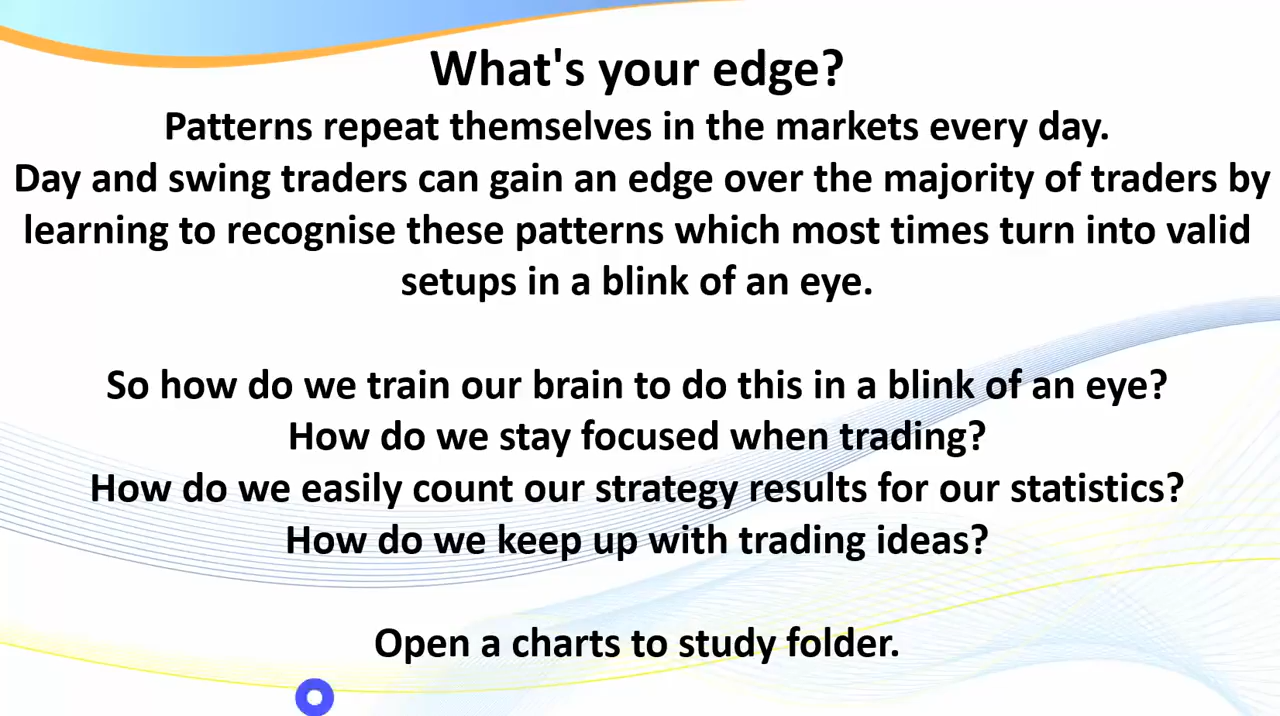 What's your edge?
Patterns repeat themselves in the markets every day.
Day and swing traders can gain an edge over the majority of traders by
learning to recognise these patterns which most times turn into valid
setups in a blink of an eye.
So how do we train our brain to do this in a blink of an eye?
How do we stay focused when trading?
How do we easily count our strategy results for our statistics?
How do we keep up with trading ideas?
Open a charts to study folder.